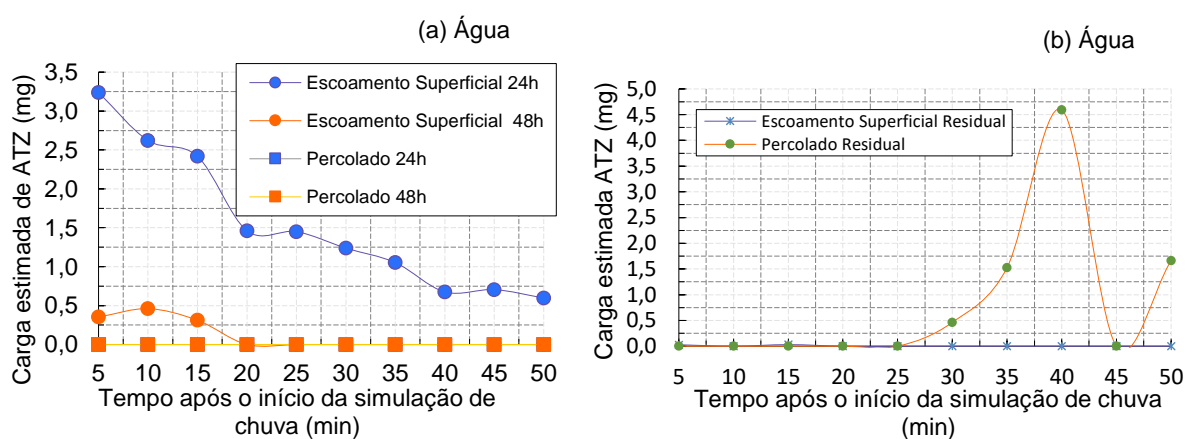 (a) Água
Carga estimada de ATZ (mg)
3,5
3,0
2,5
2,0
1,5
1,0
0,5
0,0
Escoamento Superficial 24h
Escoamento Superficial 48h
Percolado 24h
Percolado 48h
5 10 15 20 25 30 35 40 45 50
Tempo após o início da simulação de
chuva (min)
(b) Água
Carga estimada ATZ (mg)
5,0
4,5
4,0
3,5
3,0
2,5
2,0
1,5
1,0
0,5
0,0
Escoamento Superficial Residual
Percolado Residual
5 10 15 20 25 30 35 40 45 50
Tempo após o início da simulação de chuva
(min)